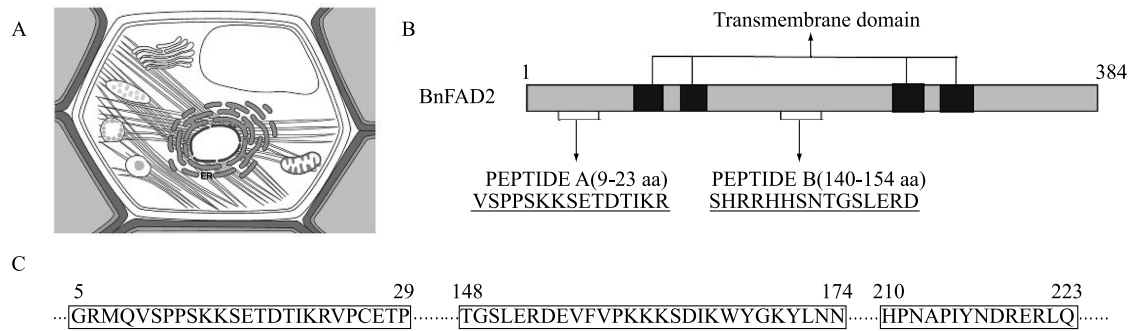 A
ER
B
Transmembrane domain
1
384
BnFAD2
PEPTIDE A(9-23 aa)
VSPPSKKSETDTIKR
PEPTIDE B(140-154 aa)
SHRRHHSNTGSLERD
C
5 29 148 174 210 223
....GRMQVSPPSKKSETDTIKRVPCETP.........TGSLERDEVFVPKKKSDIKWYGKYLNN......HPNAPIYNDRERLQ......